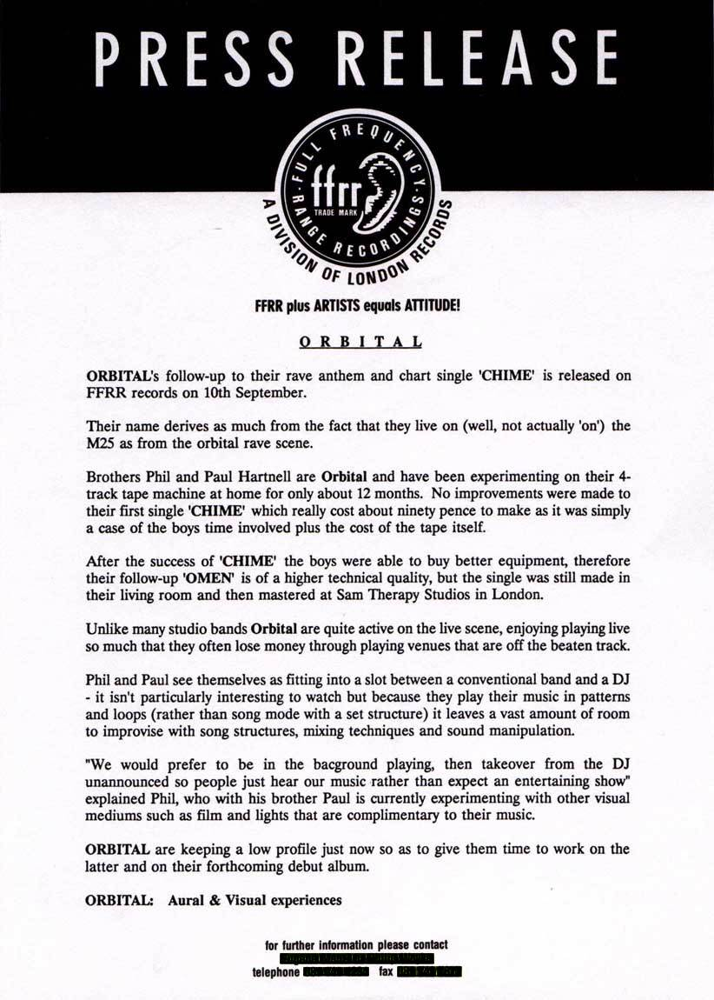 PRESS RELEASE
FULL FREQUENCY
ffrr
TRADE MARK
RANGE RECORDINGS
A DIVISION OF LONDON RECORDS
FFRR plus ARTISTS equals ATTITUDE!
ORBITAL
ORBITAL's follow-up to their rave anthem and chart single 'CHIME' is released on
FFRR records on 10th September.
Their name derives as much from the fact that they live on (well, not actually 'on') the
M25 as from the orbital rave scene.
Brothers Phil and Paul Hartnell are Orbital and have been experimenting on their 4-
track tape machine at home for only about 12 months. No improvements were made to
their first single 'CHIME' which really cost about ninety pence to make as it was simply
a case of the boys time involved plus the cost of the tape itself.
After the success of 'CHIME' the boys were able to buy better equipment, therefore
their follow-up 'OMEN' is of a higher technical quality, but the single was still made in
their living room and then mastered at Sam Therapy Studios in London.
Unlike many studio bands Orbital are quite active on the live scene, enjoying playing live
so much that they often lose money through playing venues that are off the beaten track.
Phil and Paul see themselves as fitting into a slot between a conventional band and a DJ
- it isn't particularly interesting to watch but because they play their music in patterns
and loops (rather than song mode with a set structure) it leaves a vast amount of room
to improvise with song structures, mixing techniques and sound manipulation.
"We would prefer to be in the bacground playing, then takeover from the DJ
unannounced so people just hear our music rather than expect an entertaining show"
explained Phil, who with his brother Paul is currently experimenting with other visual
mediums such as film and lights that are complimentary to their music.
ORBITAL are keeping a low profile just now so as to give them time to work on the
latter and on their forthcoming debut album.
ORBITAL: Aural & Visual experiences
for further information please contact
telephone fax